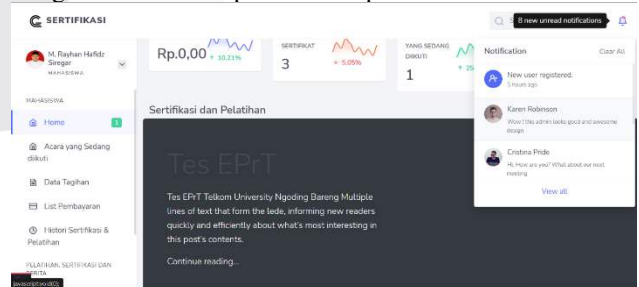 SERTIFIKASI
8 new unread notifications
M. Rayhan Hafidz
Siregar
MAHASISWA
MAHASISWA
Home 1
Acara yang Sedang
diikuti
Data Tagihan
List Pembayaran
Histori Sertifikasi &
Pelatihan
PELATIHAN, SERTIFIKASI DAN
BERITA
javascript:void(0);
Rp.0,00 + 10.21%
SERTIFIKAT
3 + 5.05%
YANG SEDANG
DIIKUTI
1
Sertifikasi dan Pelatihan
Tes EPrT
Tes EPrT Telkom University Ngoding Bareng Multiple
lines of text that form the lede, informing new readers
quickly and efficiently about what's most interesting in
this post's contents.
Continue reading...
Notification Clear All
New user registered.
5 hours ago
Karen Robinson
Wow ! this admin looks good and awesome
design
Cristina Pride
Hi, How are you? What about our next
meeting
View all